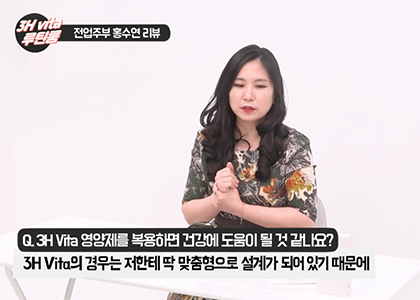 3H vita
루틴통
전업주부 홍수연 리뷰
Q. 3H Vita 영양제를 복용하면 건강에 도움이 될 것 같나요?
3H Vita의 경우는 저한테 딱 맞춤형으로 설계가 되어 있기 때문에